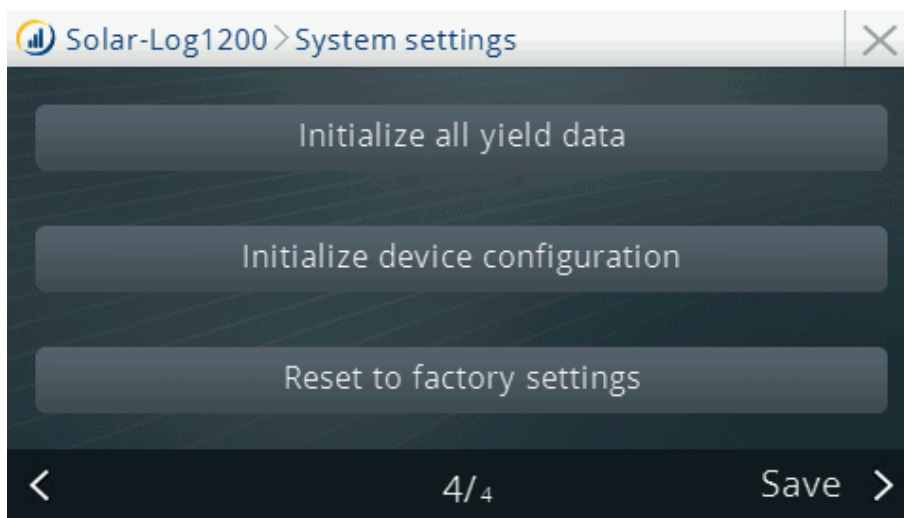 Solar-Log1200 > System settings
Initialize all yield data
Initialize device configuration
Reset to factory settings
4/4 Save